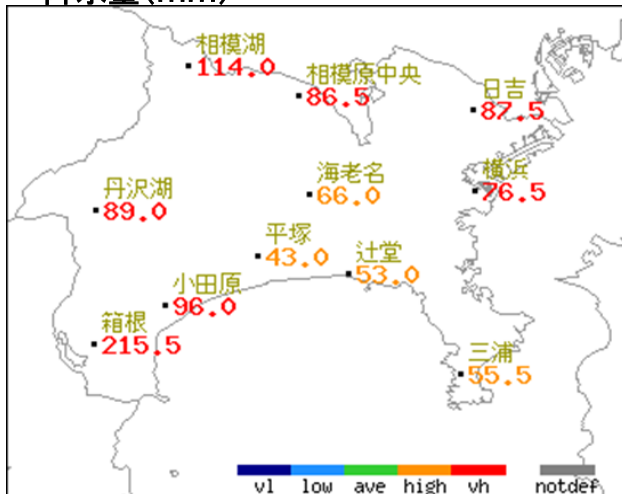 相模湖
114.0
相模原中央
86.5
日吉
87.5
海老名
66.0
横浜
76.5
丹沢湖
89.0
平塚
43.0
辻堂
53.0
小田原
96.0
箱根
215.5
三浦
55.5
vl low ave high vh notdef